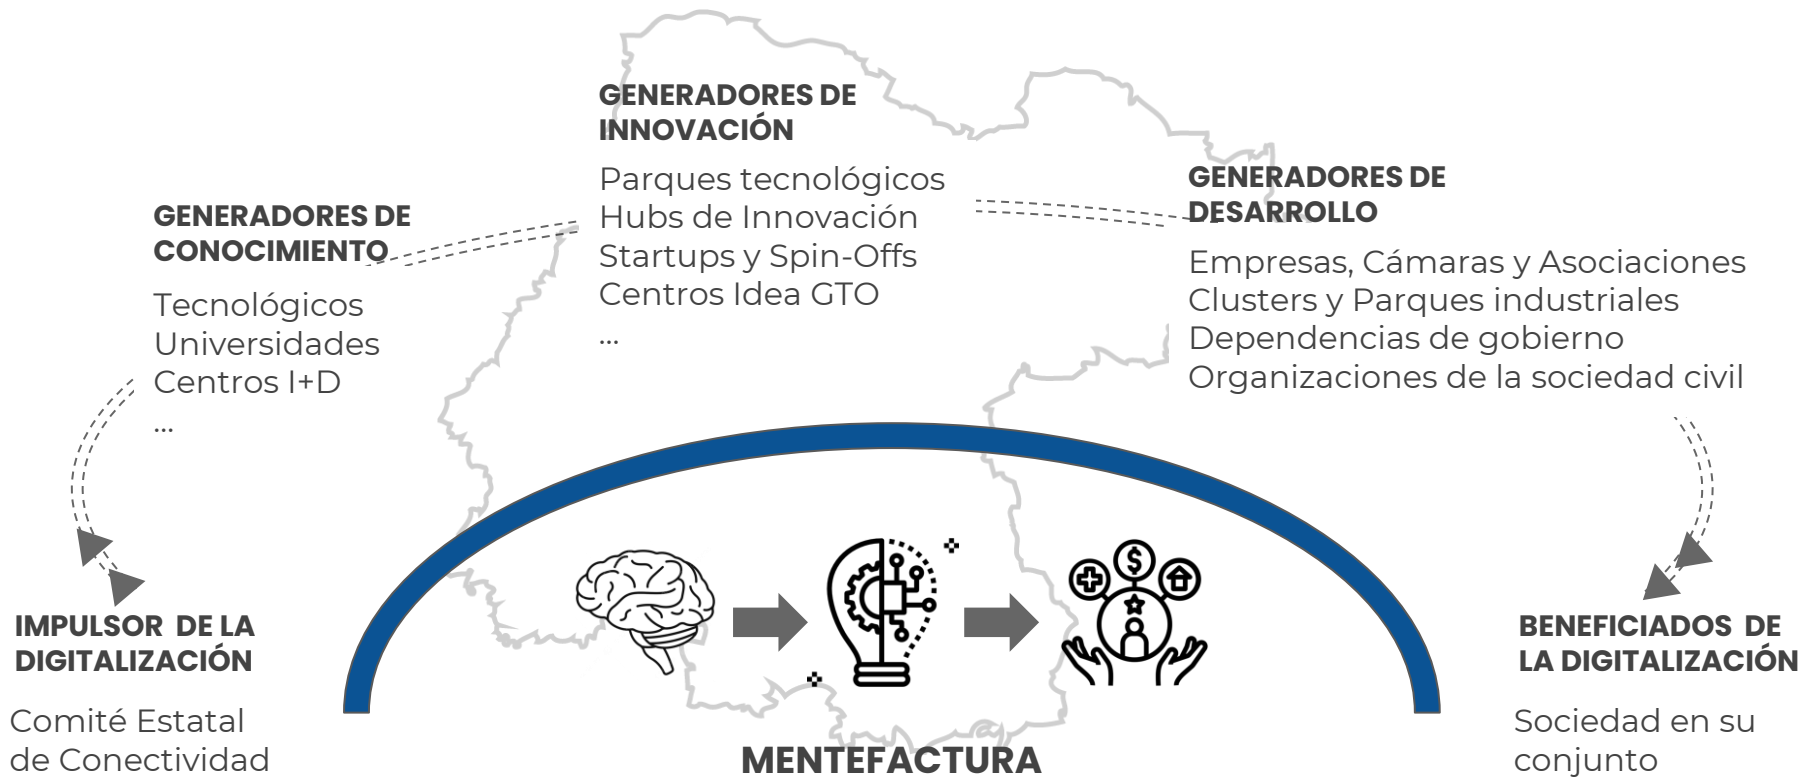 GENERADORES DE
INNOVACIÓN
Parques tecnológicos
Hubs de Innovación
Startups y Spin-Offs
Centros Idea GTO
...
GENERADORES DE
CONOCIMIENTO
Tecnológicos
Universidades
Centros I+D
...
GENERADORES DE
DESARROLLO
Empresas, Cámaras y Asociaciones
Clusters y Parques industriales
Dependencias de gobierno
Organizaciones de la sociedad civil
IMPULSOR DE LA
DIGITALIZACIÓN
Comité Estatal
de Conectividad
$
MENTEFACTURA
BENEFICIADOS DE
LA DIGITALIZACIÓN
Sociedad en su
conjunto